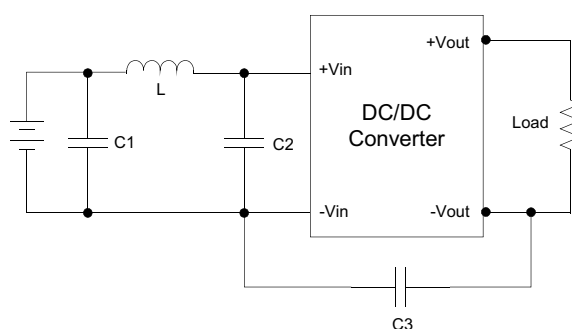 +Vout
+Vin
L
C1
C2
DC/DC
Converter
Load
-Vin
-Vout
C3